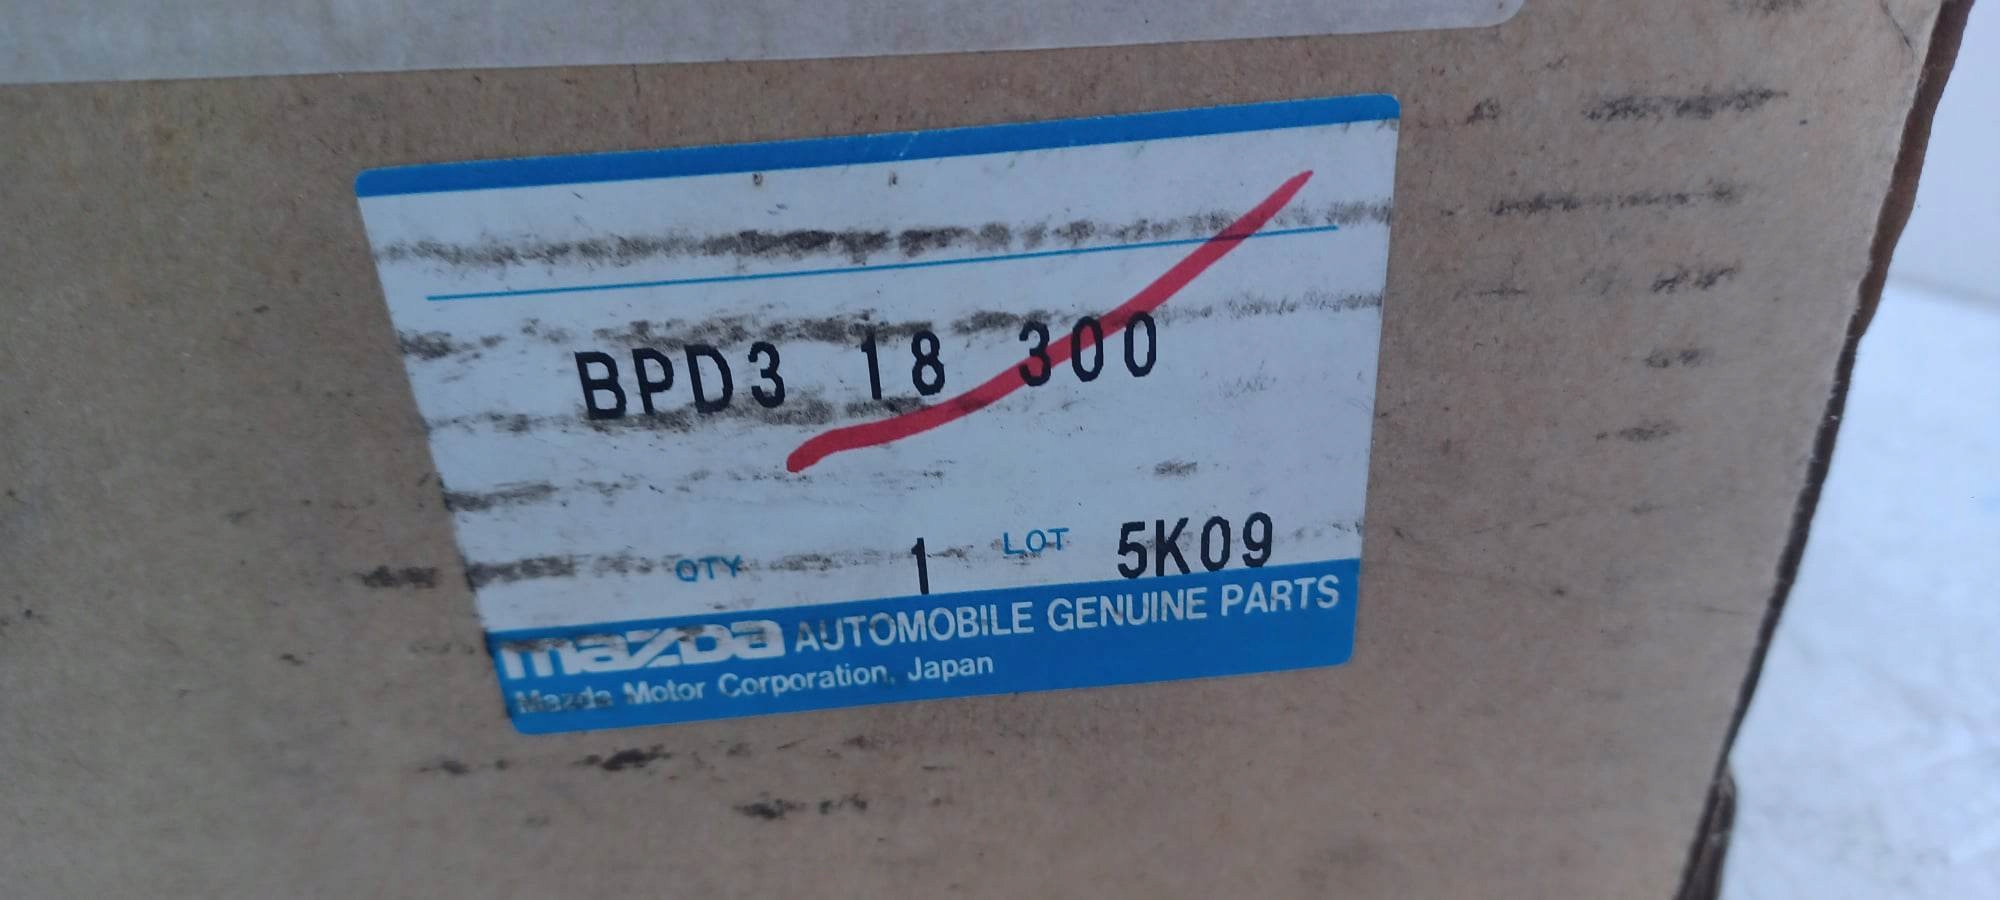 BPD3 18 300
QTY 1 LOT 5K09
mazda AUTOMOBILE GENUINE PARTS
Mazda Motor Corporation, Japan